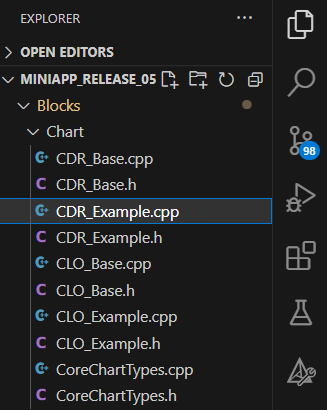 EXPLORER
OPEN EDITORS
MINIAPP_RELEASE_05
Blocks
Chart
CDR_Base.cpp
C CDR_Base.h
CDR_Example.cpp
C CDR_Example.h
CLO_Base.cpp
C CLO_Base.h
CLO_Example.cpp
C CLO_Example.h
CoreChartTypes.cpp
C CoreChartTypes.h
98